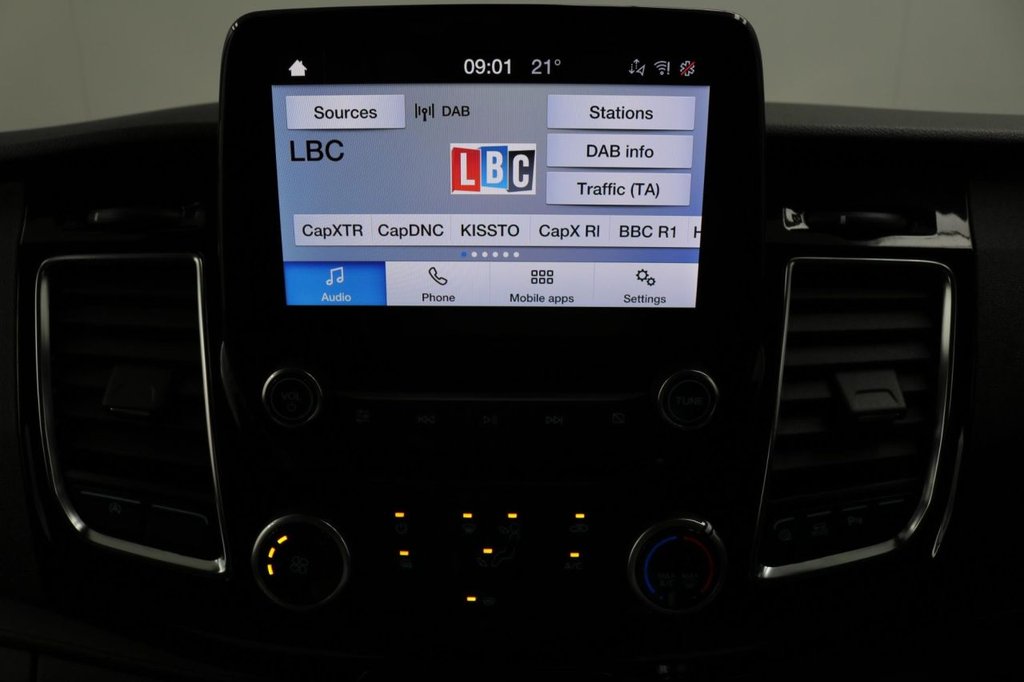 09:01 21°
Sources DAB Stations
LBC LBC DAB info
Traffic (TA)
CapXTR CapDNC KISSTO CapX RI BBC R1 H
Audio Phone Mobile apps Settings
VOL TUNE
A/C